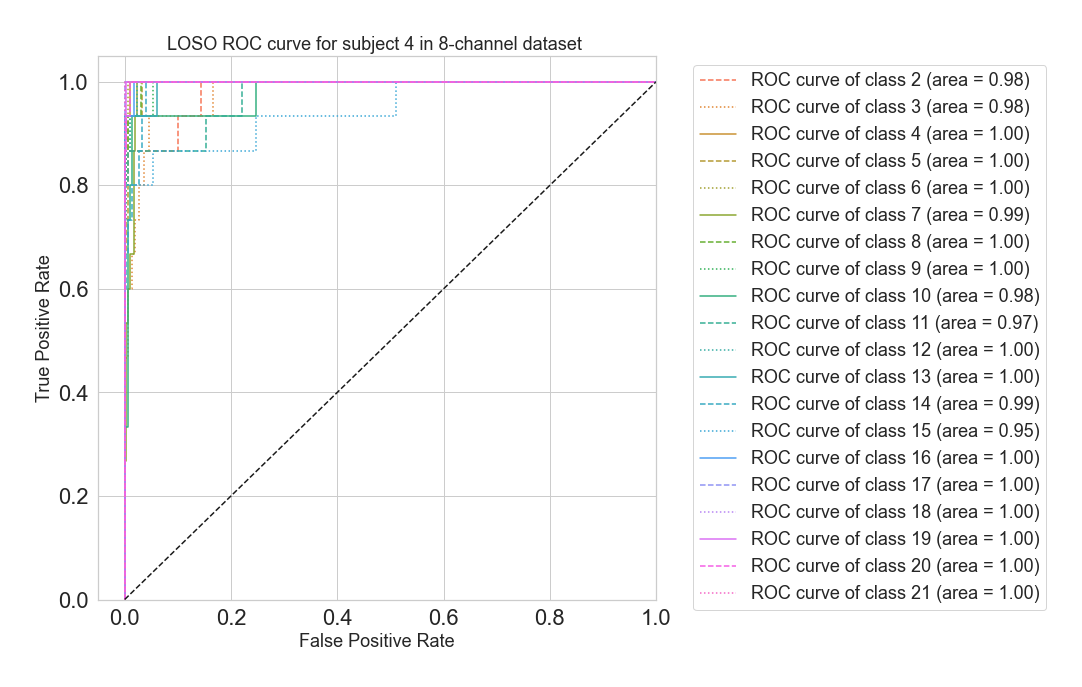 LOSO ROC curve for subject 4 in 8-channel dataset
1.0
0.8
0.6
0.4
0.2
0.0
True Positive Rate
0.0 0.2 0.4 0.6 0.8 1.0
False Positive Rate
ROC curve of class 2 (area = 0.98)
ROC curve of class 3 (area = 0.98)
ROC curve of class 4 (area = 1.00)
ROC curve of class 5 (area = 1.00)
ROC curve of class 6 (area = 1.00)
ROC curve of class 7 (area = 0.99)
ROC curve of class 8 (area = 1.00)
ROC curve of class 9 (area = 1.00)
ROC curve of class 10 (area = 0.98)
ROC curve of class 11 (area = 0.97)
ROC curve of class 12 (area = 1.00)
ROC curve of class 13 (area = 1.00)
ROC curve of class 14 (area = 0.99)
ROC curve of class 15 (area = 0.95)
ROC curve of class 16 (area = 1.00)
ROC curve of class 17 (area = 1.00)
ROC curve of class 18 (area = 1.00)
ROC curve of class 19 (area = 1.00)
ROC curve of class 20 (area = 1.00)
ROC curve of class 21 (area = 1.00)